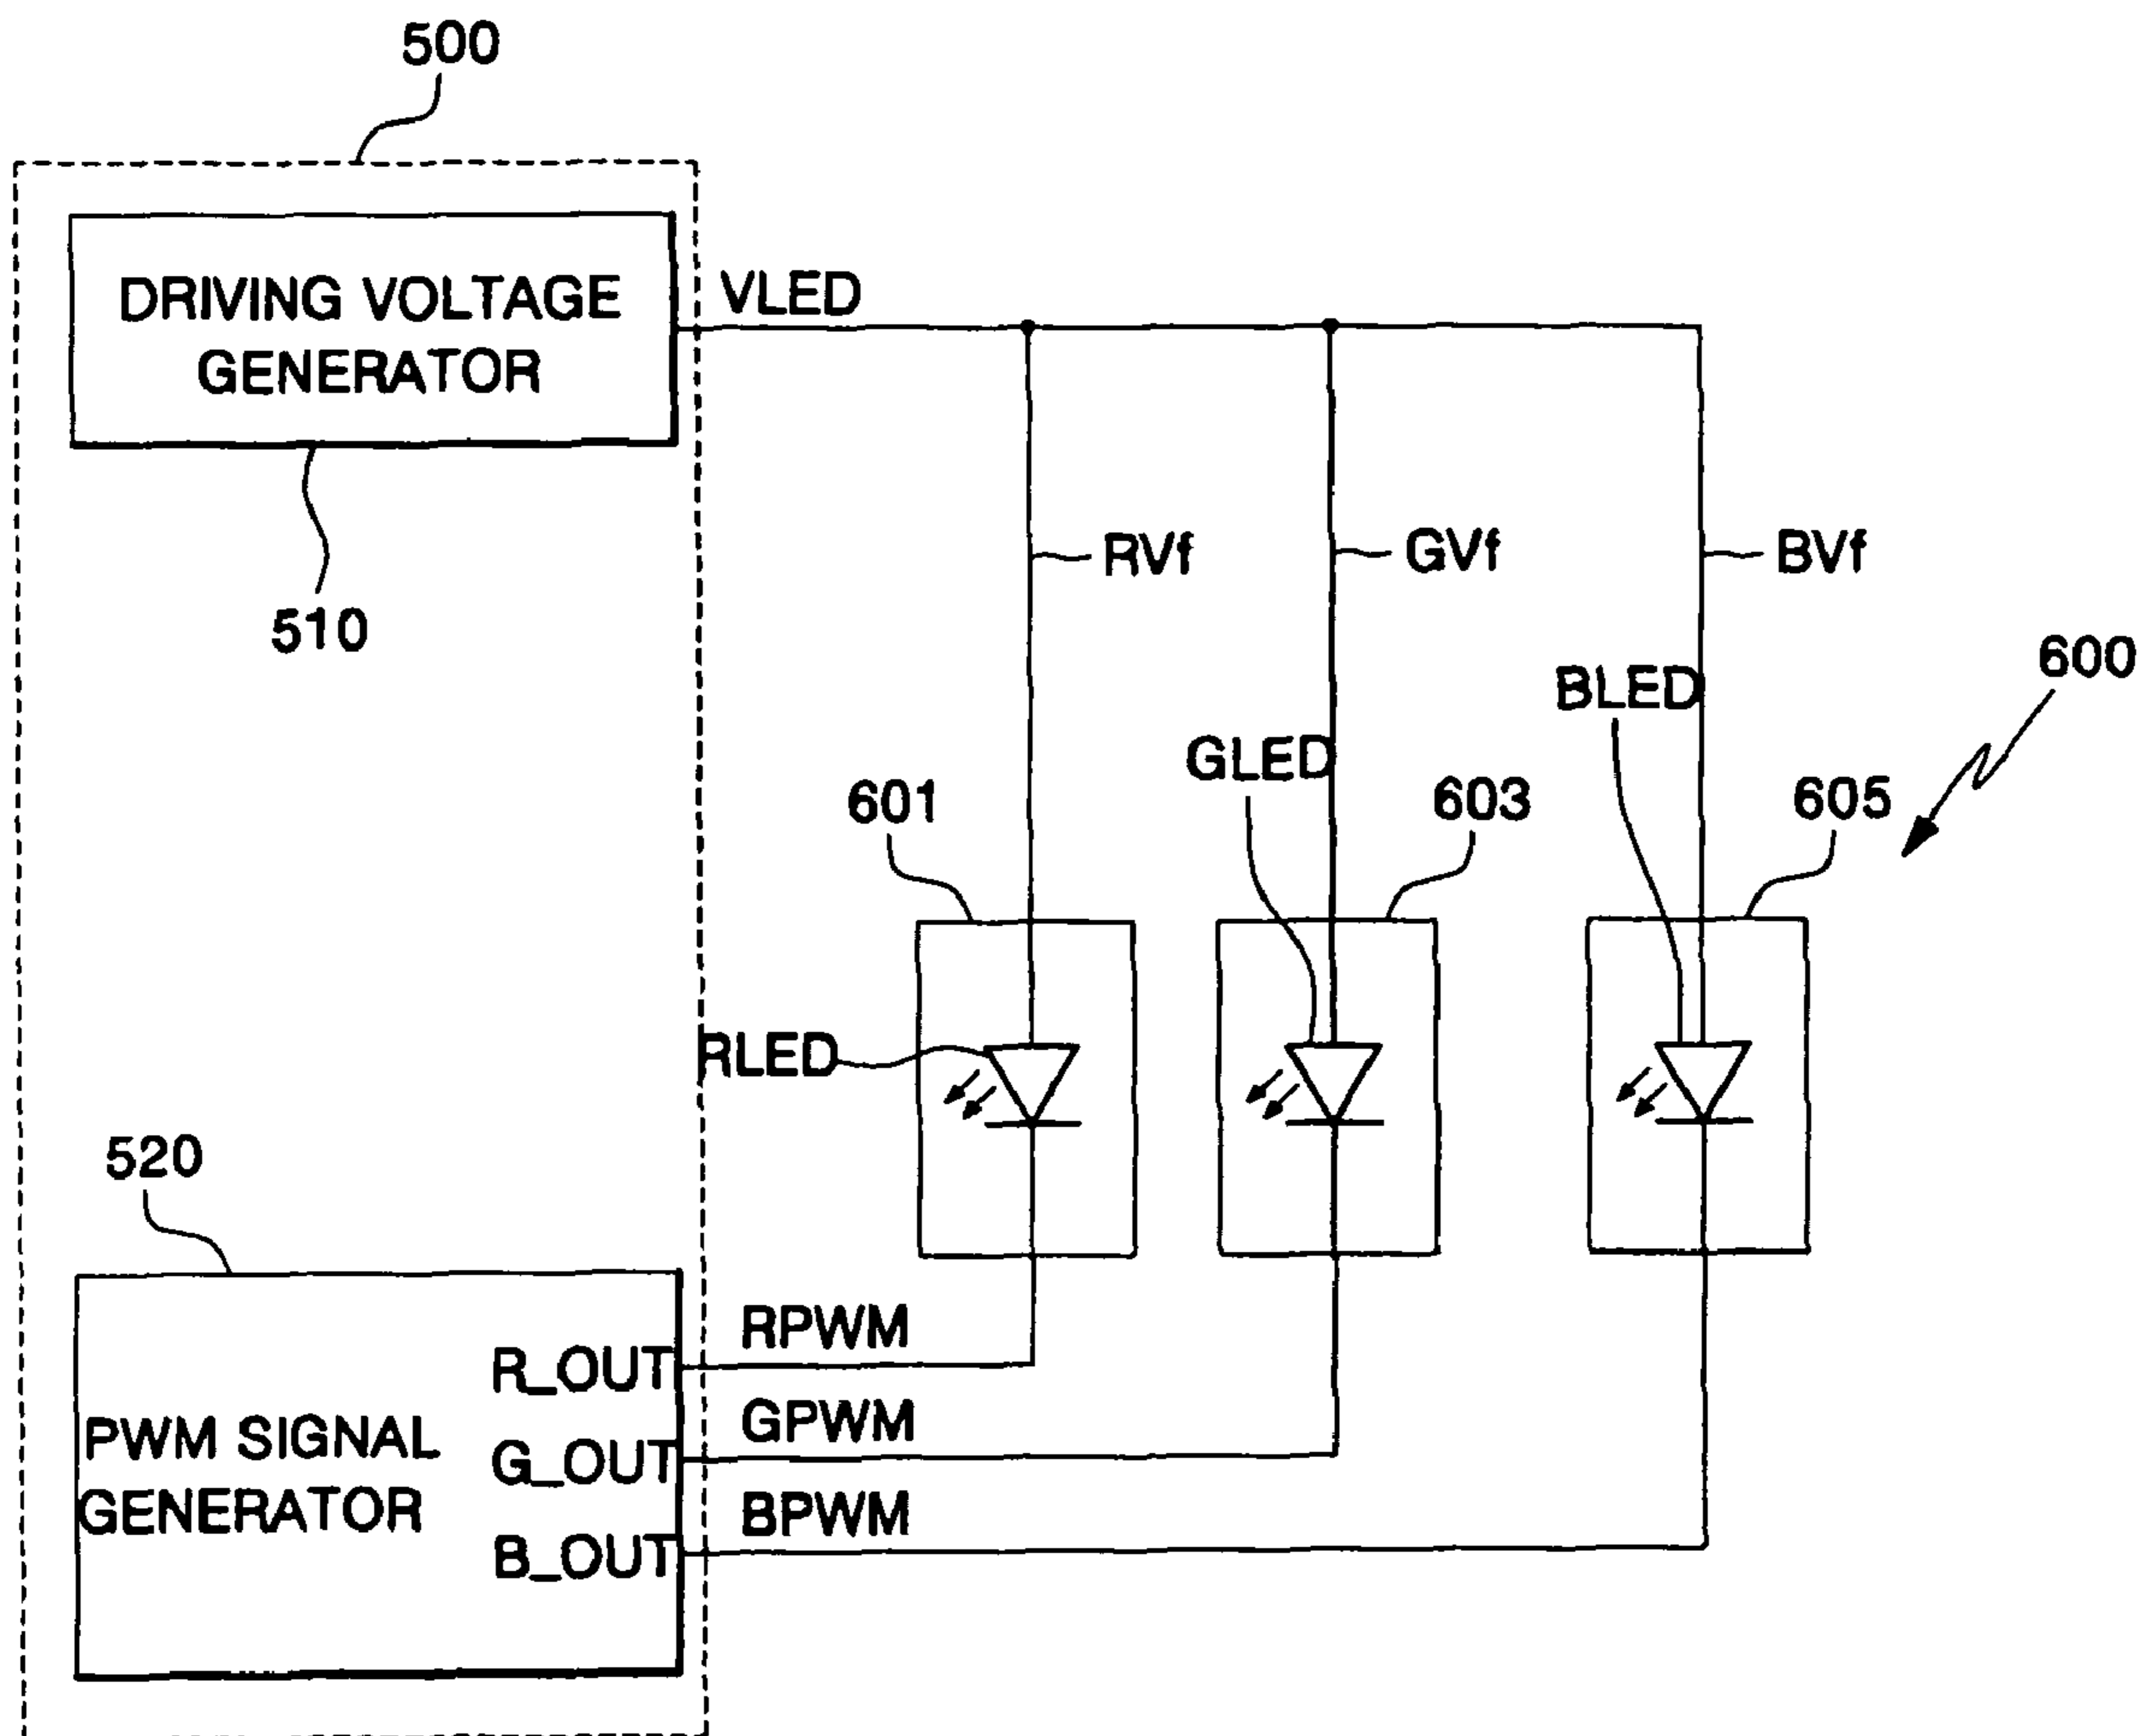 500
DRIVING VOLTAGE
GENERATOR
VLED
510
RVf
GVf
BVf
600
BLED
GLED
601
603
605
RLED
520
RPWM
R_OUT
GPWM
PWM SIGNAL
GENERATOR
G_OUT
BPWM
B_OUT